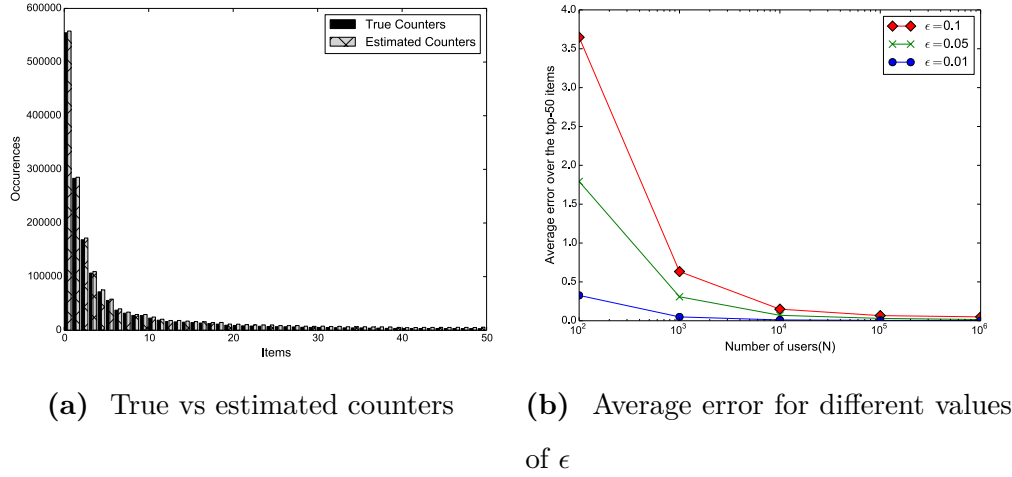 600000
500000
400000
300000
200000
100000
0
Occurences
0 10 20 30 40 50
Items
True Counters
Estimated Counters
4.0
3.5
3.0
2.5
2.0
1.5
1.0
0.5
0.0
Average error over the top-50 items
10² 10³ 10⁴ 10⁵ 10⁶
Number of users(N)
ϵ=0.1
ϵ=0.05
ϵ=0.01
(a) True vs estimated counters
(b) Average error for different values
of ϵ